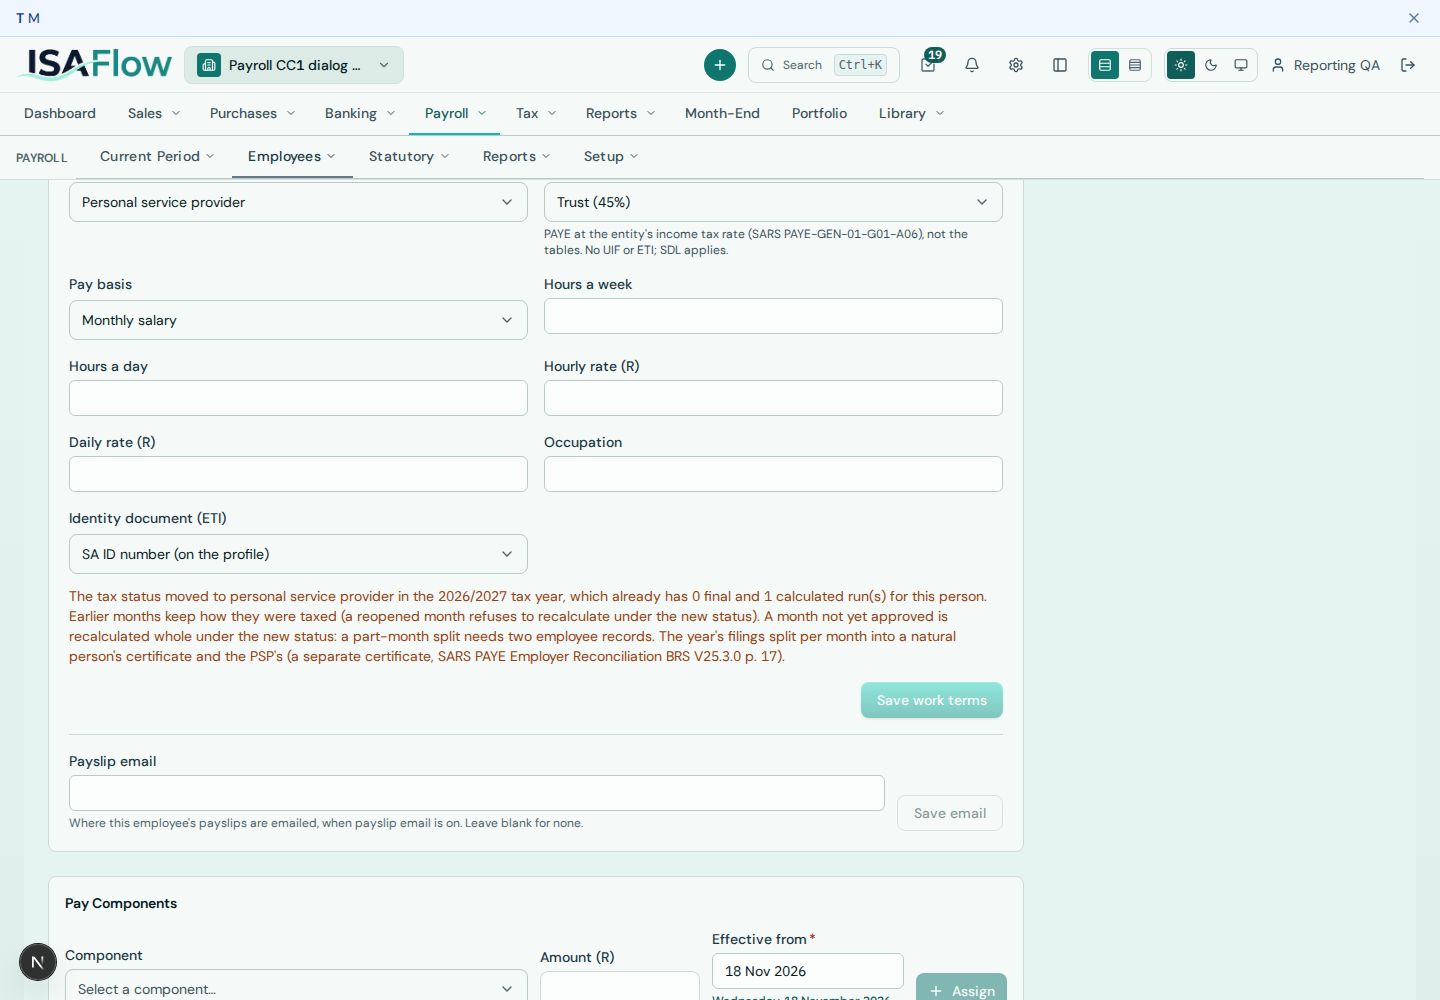 T M
ISAFlow
Payroll CC1 dialog ...
Search Ctrl+K
19
Reporting QA
Dashboard Sales Purchases Banking Payroll Tax Reports Month-End Portfolio Library
PAYROLL Current Period Employees Statutory Reports Setup
Personal service provider
Trust (45%)
PAYE at the entity's income tax rate (SARS PAYE-GEN-01-G01-A06), not the
tables. No UIF or ETI; SDL applies.
Pay basis
Hours a week
Monthly salary
Hours a day
Hourly rate (R)
Daily rate (R)
Occupation
Identity document (ETI)
SA ID number (on the profile)
The tax status moved to personal service provider in the 2026/2027 tax year, which already has 0 final and 1 calculated run(s) for this person.
Earlier months keep how they were taxed (a reopened month refuses to recalculate under the new status). A month not yet approved is
recalculated whole under the new status: a part-month split needs two employee records. The year's filings split per month into a natural
person's certificate and the PSP's (a separate certificate, SARS PAYE Employer Reconciliation BRS V25.3.0 p. 17).
Save work terms
Payslip email
Save email
Where this employee's payslips are emailed, when payslip email is on. Leave blank for none.
Pay Components
Component
Amount (R)
Effective from *
Select a component...
18 Nov 2026
Wednesday 18 November 2026
+ Assign
N